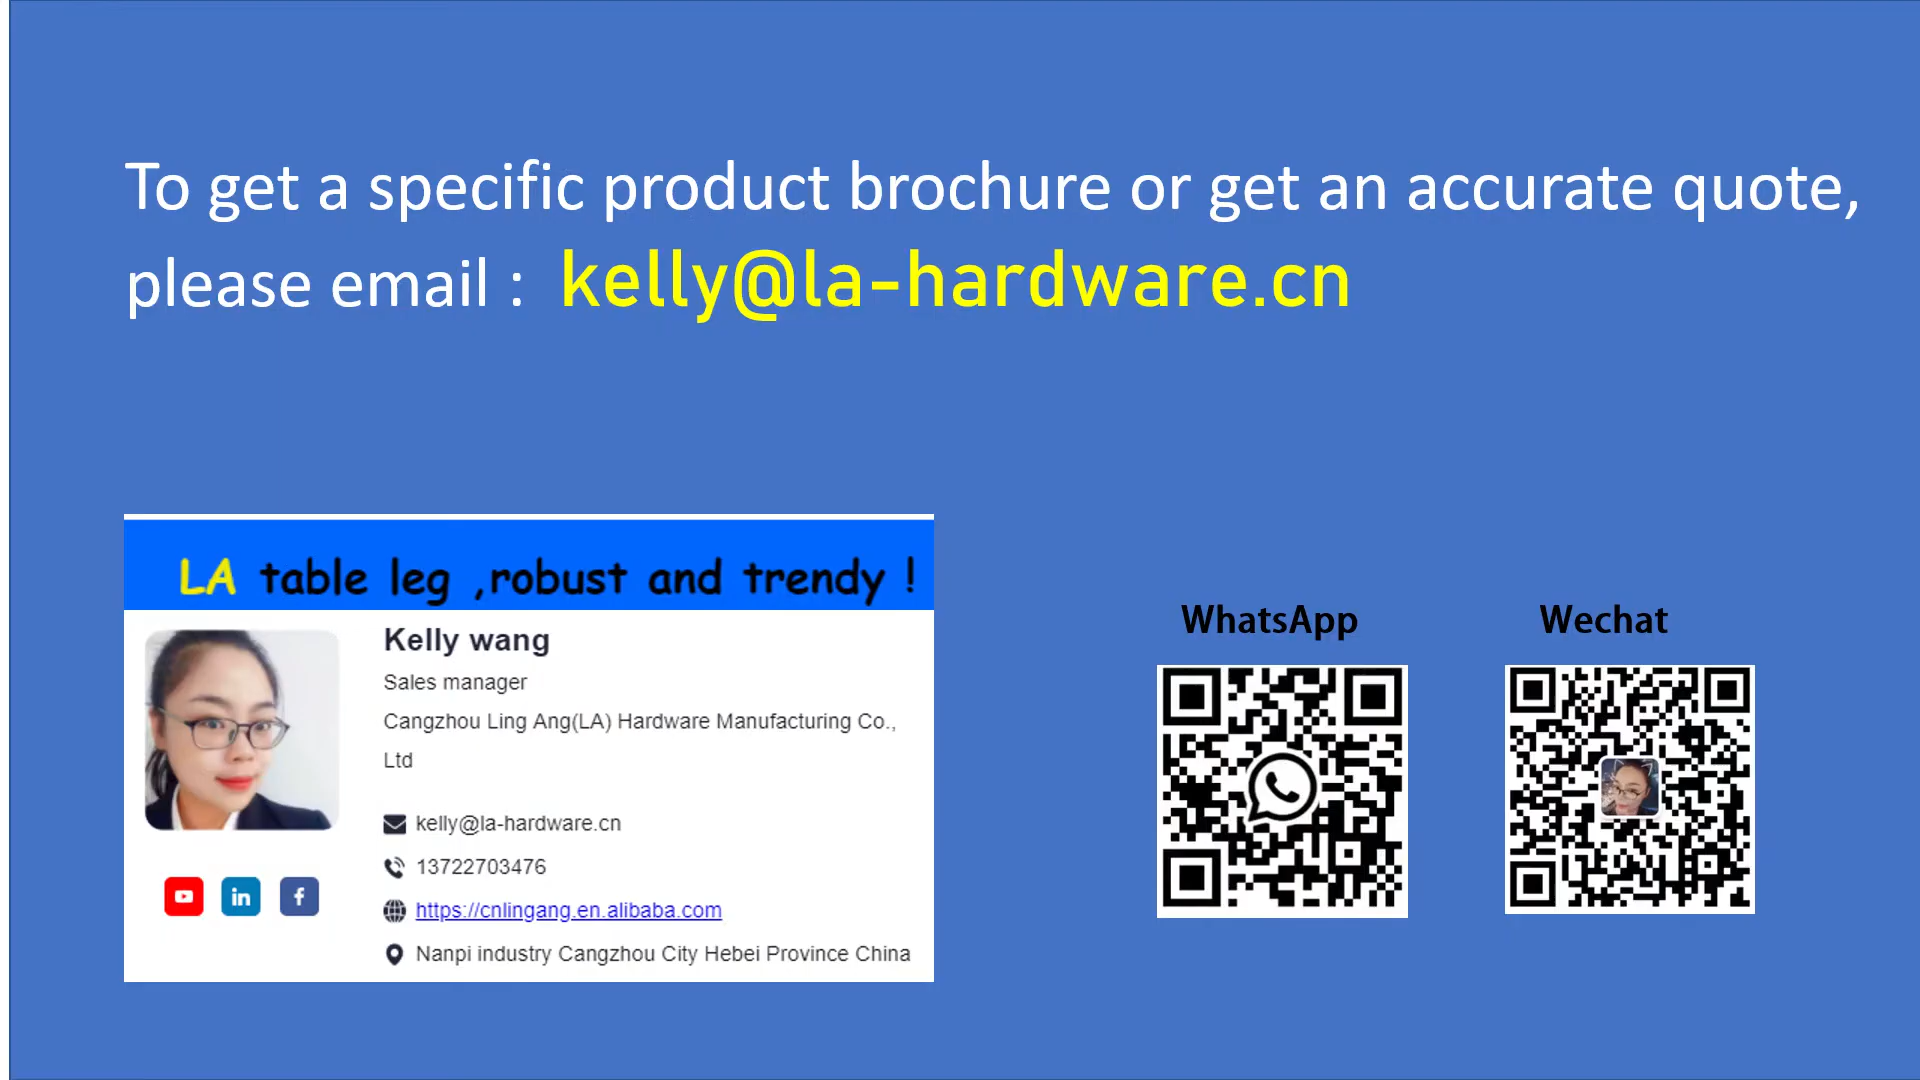 To get a specific product brochure or get an accurate quote,
please email : kelly@la-hardware.cn
LA table leg ,robust and trendy !
Kelly wang
Sales manager
Cangzhou Ling Ang(LA) Hardware Manufacturing Co.,
Ltd
kelly@la-hardware.cn
13722703476
https://cnlingang.en.alibaba.com
Nanpi industry Cangzhou City Hebei Province China
WhatsApp
Wechat